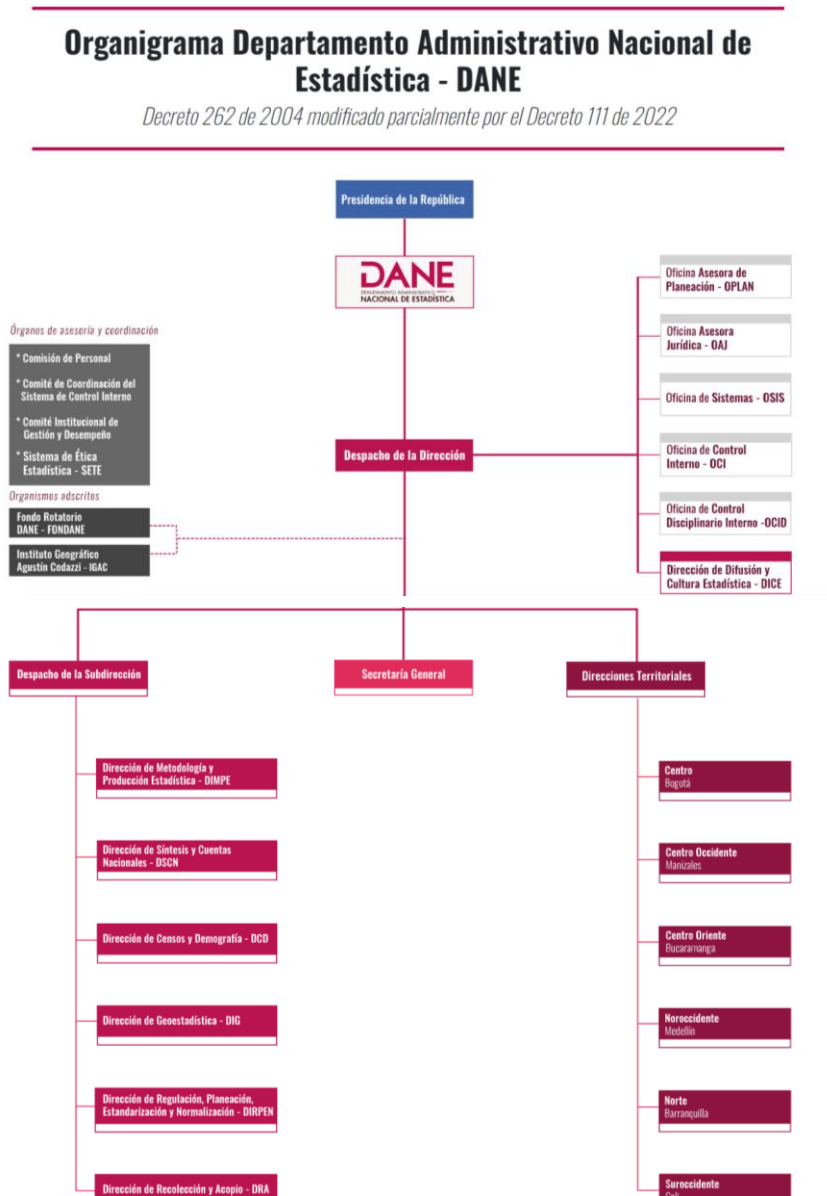 Organigrama Departamento Administrativo Nacional de
Estadística - DANE
Decreto 262 de 2004 modificado parcialmente por el Decreto 111 de 2022
Presidencia de la República
DANE
DEPARTAMENTO ADMINISTRATIVO
NACIONAL DE ESTADÍSTICA
Oficina Asesora de
Planeación - OPLAN
Oficina Asesora
Jurídica - OAJ
Oficina de Sistemas - OSIS
Oficina de Control
Interno - OCI
Oficina de Control
Disciplinario Interno -OCID
Dirección de Difusión y
Cultura Estadística - DICE
Órganos de asesoría y coordinación
* Comisión de Personal
* Comité de Coordinación del
Sistema de Control Interno
* Comité Institucional de
Gestión y Desempeño
* Sistema de Ética
Estadística - SETE
Despacho de la Dirección
Organismos adscritos
Fondo Rotatorio
DANE - FONDANE
Instituto Geográfico
Agustín Codazzi - IGAC
Despacho de la Subdirección
Secretaría General
Direcciones Territoriales
Dirección de Metodología y
Producción Estadística - DIMPE
Dirección de Síntesis y Cuentas
Nacionales - DSCN
Dirección de Censos y Demografía - DCD
Dirección de Geoestadística - DIG
Dirección de Regulación, Planeación,
Estandarización y Normalización - DIRPEN
Dirección de Recolección y Acopio - DRA
Centro
Bogotá
Centro Occidente
Manizales
Centro Oriente
Bucaramanga
Noroccidente
Medellín
Norte
Barranquilla
Suroccidente
Cali